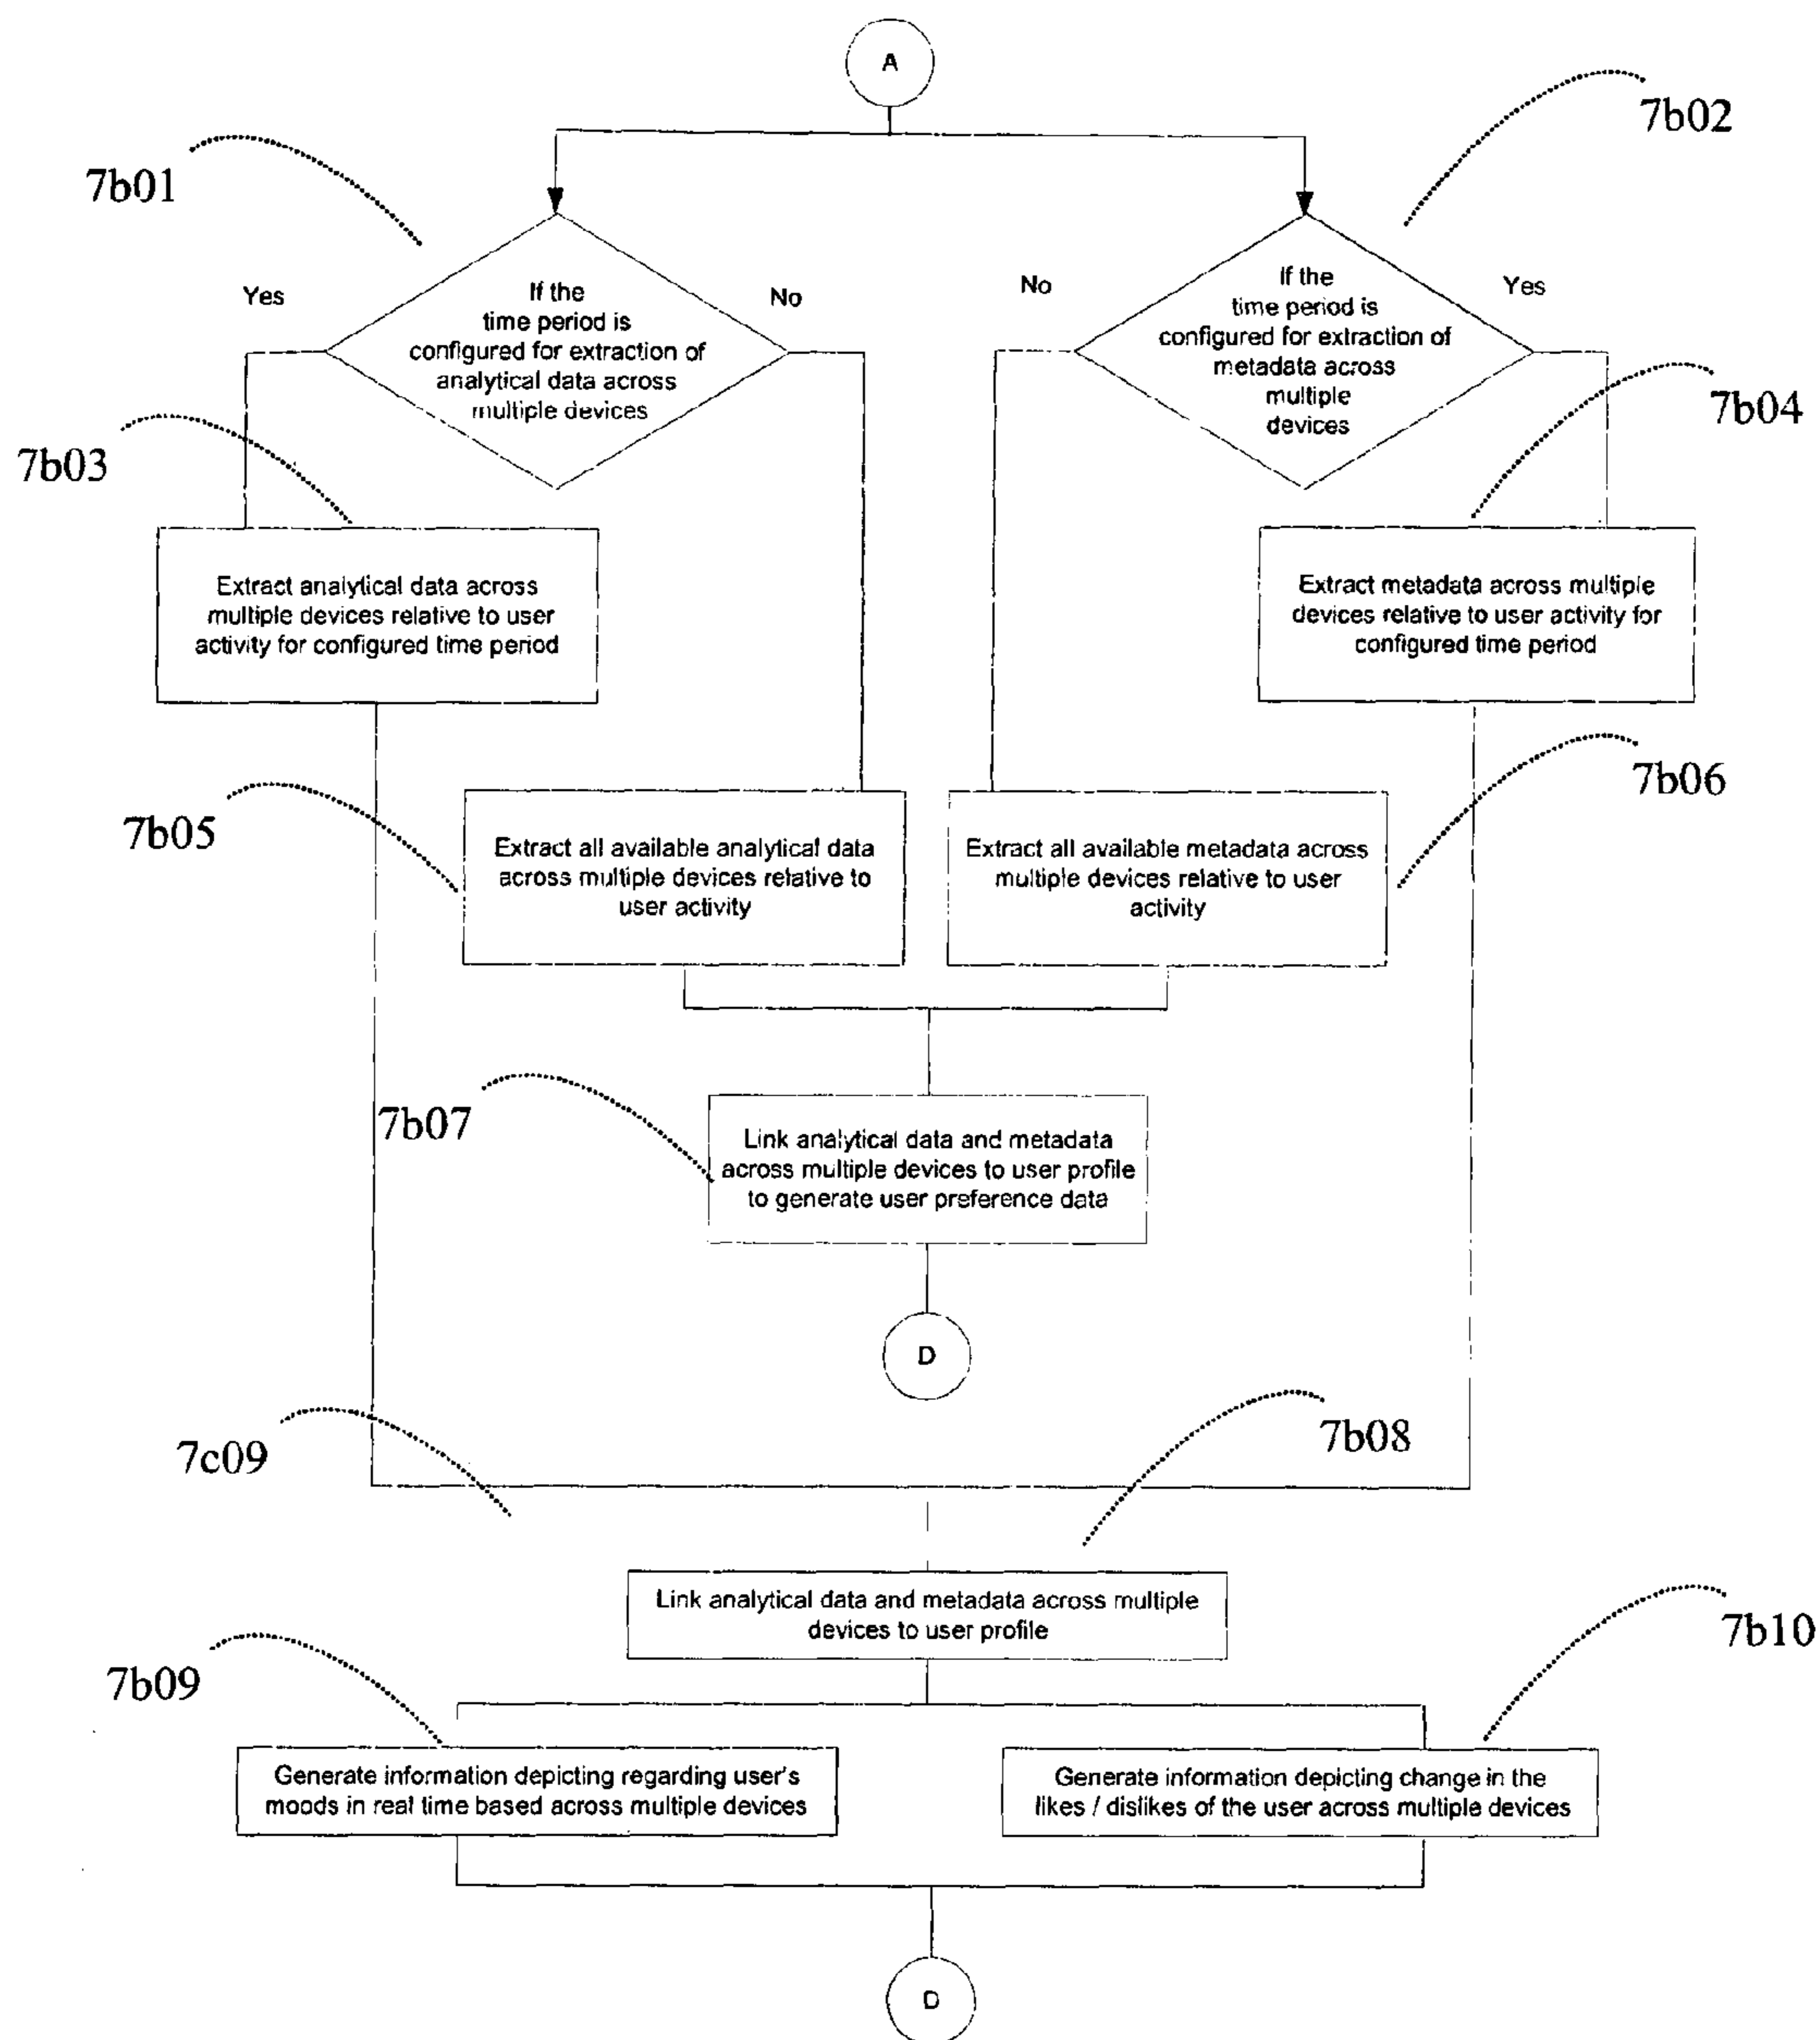 A
7b02
7b01
Yes
If the
time period is
configured for extraction of
analytical data across
multiple devices
No
No
If the
time period is
configured for extraction of
metadata across
multiple
devices
Yes
7b04
7b03
Extract analytical data across
multiple devices relative to user
activity for configured time period
Extract metadata across multiple
devices relative to user activity for
configured time period
7b06
7b05
Extract all available analytical data
across multiple devices relative to
user activity
Extract all available metadata across
multiple devices relative to user
activity
7b07
Link analytical data and metadata
across multiple devices to user profile
to generate user preference data
D
7b08
7c09
Link analytical data and metadata across multiple
devices to user profile
7b10
7b09
Generate information depicting regarding user's
moods in real time based across multiple devices
Generate information depicting change in the
likes / dislikes of the user across multiple devices
D